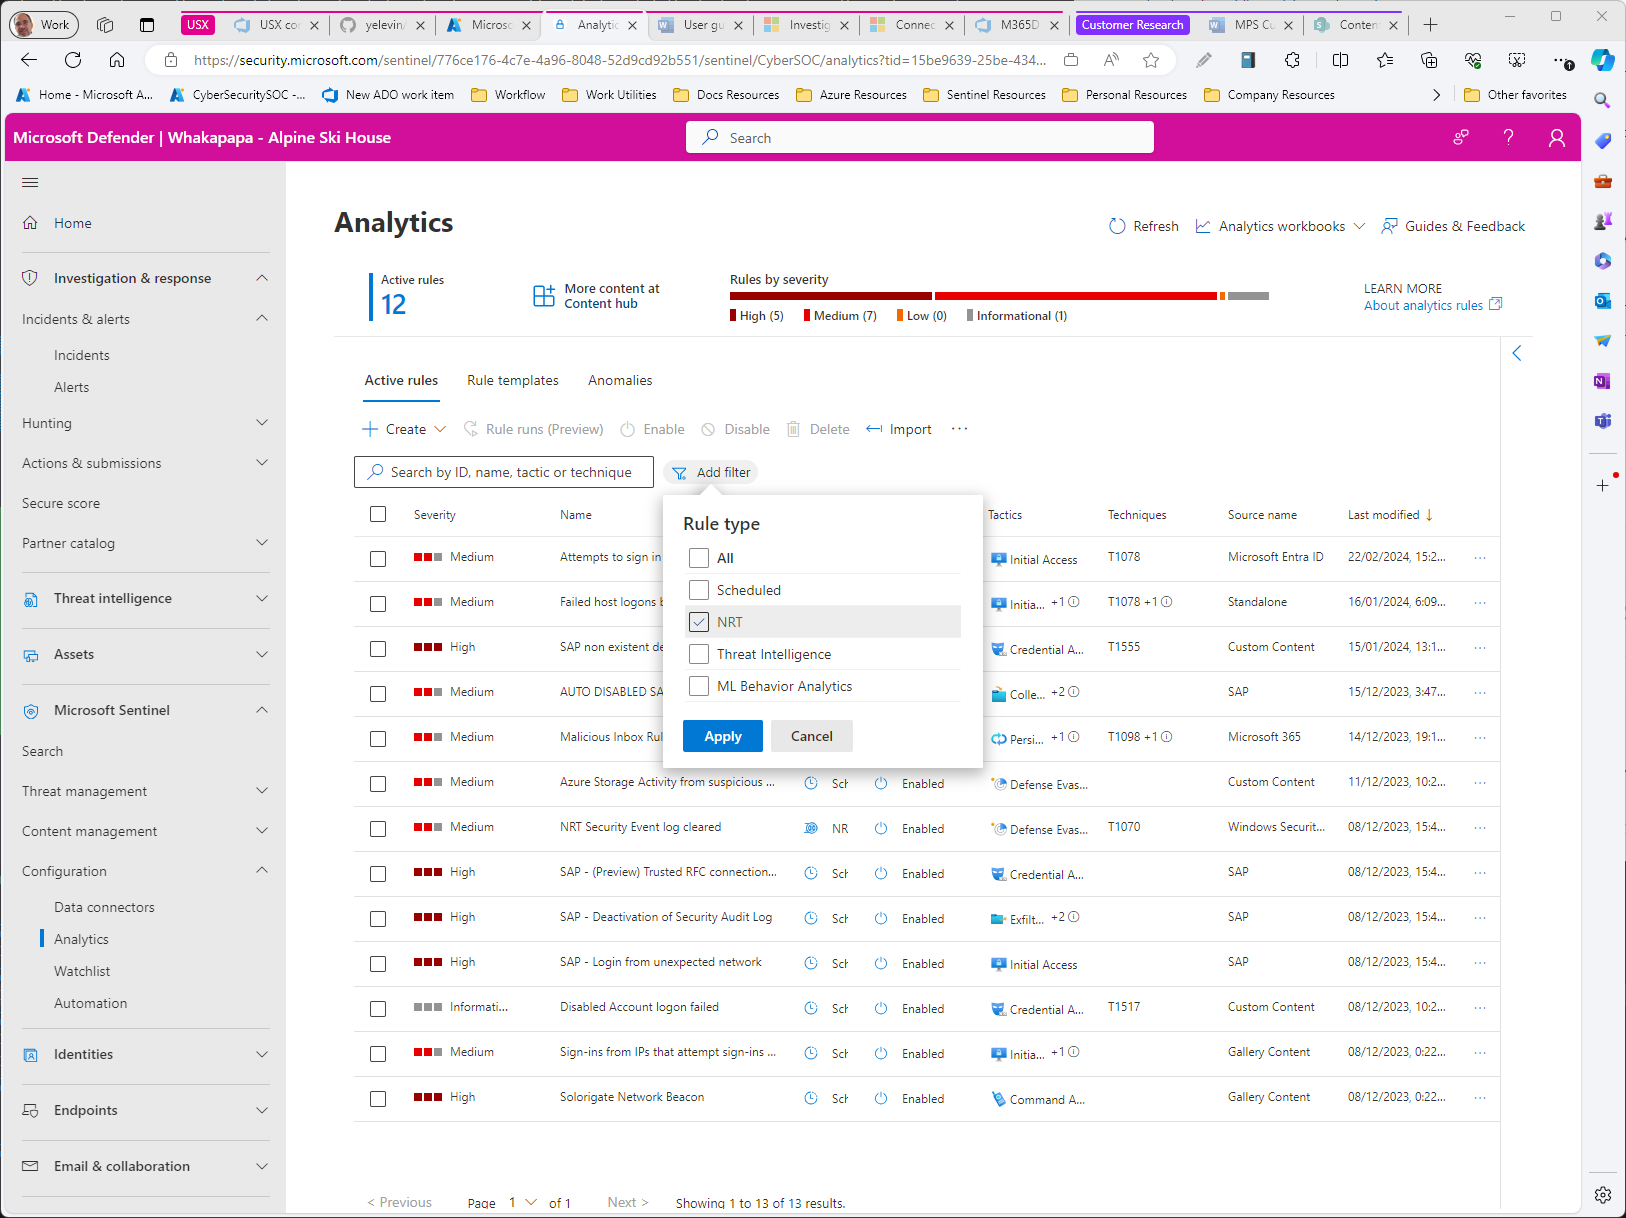 Work
USX
USX co
yelevin/
Microso
Analytic
User gu
Investig
Connec
M365D
Customer Research
MPS Cu
Conten
https://security.microsoft.com/sentinel/776ce176-4c7e-4a96-8048-52d9cd92b551/sentinel/CyberSOC/analytics?tid=15be9639-25be-434...
Home - Microsoft A...
CyberSecuritySOC -...
New ADO work item
Workflow
Work Utilities
Docs Resources
Azure Resources
Sentinel Resources
Personal Resources
Company Resources
Other favorites
Microsoft Defender | Whakapapa - Alpine Ski House
Search
Home
Investigation & response
Incidents & alerts
Incidents
Alerts
Hunting
Actions & submissions
Secure score
Partner catalog
Threat intelligence
Assets
Microsoft Sentinel
Search
Threat management
Content management
Configuration
Data connectors
Analytics
Watchlist
Automation
Identities
Endpoints
Email & collaboration
Analytics
Refresh
Analytics workbooks
Guides & Feedback
Active rules
12
More content at
Content hub
Rules by severity
High (5)
Medium (7)
Low (0)
Informational (1)
LEARN MORE
About analytics rules
Active rules
Rule templates
Anomalies
Create
Rule runs (Preview)
Enable
Disable
Delete
Import
...
Search by ID, name, tactic or technique
Add filter
Rule type
All
Scheduled
NRT
Threat Intelligence
ML Behavior Analytics
Apply
Cancel
Severity Name Tactics Techniques Source name Last modified ↓
Medium Attempts to sign in Initial Access T1078 Microsoft Entra ID 22/02/2024, 15:2... ...
Medium Failed host logons b Initia... +1 T1078 +1 Standalone 16/01/2024, 6:09... ...
High SAP non existent de Credential A... T1555 Custom Content 15/01/2024, 13:1... ...
Medium AUTO DISABLED SA Colle... +2 SAP 15/12/2023, 3:47... ...
Medium Malicious Inbox Rul Persi... +1 T1098 +1 Microsoft 365 14/12/2023, 19:1... ...
Medium Azure Storage Activity from suspicious ... Sch Enabled Defense Evas... Custom Content 11/12/2023, 10:2... ...
Medium NRT Security Event log cleared NR Enabled Defense Evas... T1070 Windows Securit... 08/12/2023, 15:4... ...
High SAP - (Preview) Trusted RFC connection... Sch Enabled Credential A... SAP 08/12/2023, 15:4... ...
High SAP - Deactivation of Security Audit Log Sch Enabled Exfilt... +2 SAP 08/12/2023, 15:4... ...
High SAP - Login from unexpected network Sch Enabled Initial Access SAP 08/12/2023, 15:4... ...
Informati... Disabled Account logon failed Sch Enabled Credential A... T1517 Custom Content 08/12/2023, 10:2... ...
Medium Sign-ins from IPs that attempt sign-ins ... Sch Enabled Initia... +1 Gallery Content 08/12/2023, 0:22... ...
High Solorigate Network Beacon Sch Enabled Command A... Gallery Content 08/12/2023, 0:22... ...
< Previous Page 1 of 1 Next > Showing 1 to 13 of 13 results.